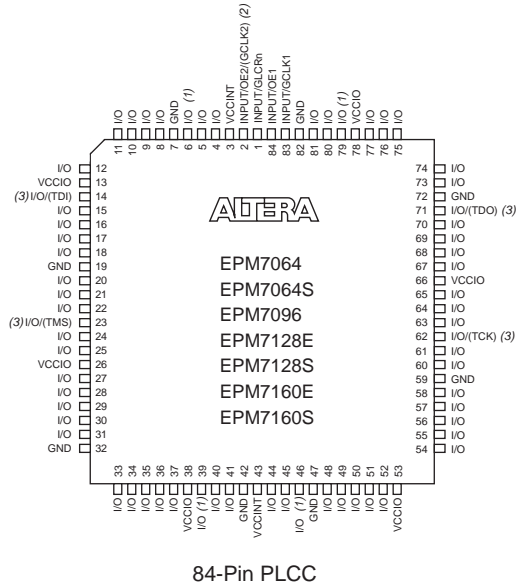 I/O
I/O
I/O
I/O
GND
I/O (1)
I/O
I/O
VCCINT
INPUT/OE2/(GCLK2) (2)
INPUT/GLCRn
INPUT/OE1
INPUT/GCLK1
GND
I/O
I/O
I/O (1)
VCCIO
I/O
I/O
I/O
11 10 9 8 7 6 5 4 3 2 1 84 83 82 81 80 79 78 77 76 75
I/O 12
VCCIO 13
(3) I/O/(TDI) 14
I/O 15
I/O 16
I/O 17
I/O 18
GND 19
I/O 20
I/O 21
I/O 22
(3) I/O/(TMS) 23
I/O 24
I/O 25
VCCIO 26
I/O 27
I/O 28
I/O 29
I/O 30
I/O 31
GND 32
ALTERA
EPM7064
EPM7064S
EPM7096
EPM7128E
EPM7128S
EPM7160E
EPM7160S
74 I/O
73 I/O
72 GND
71 I/O/(TDO) (3)
70 I/O
69 I/O
68 I/O
67 I/O
66 VCCIO
65 I/O
64 I/O
63 I/O
62 I/O/(TCK) (3)
61 I/O
60 I/O
59 GND
58 I/O
57 I/O
56 I/O
55 I/O
54 I/O
33 34 35 36 37 38 39 40 41 42 43 44 45 46 47 48 49 50 51 52 53
I/O
I/O
I/O
I/O
I/O
VCCIO
I/O (1)
I/O
I/O
GND
VCCINT
I/O
I/O
I/O (1)
GND
I/O
I/O
I/O
I/O
I/O
VCCIO
84-Pin PLCC